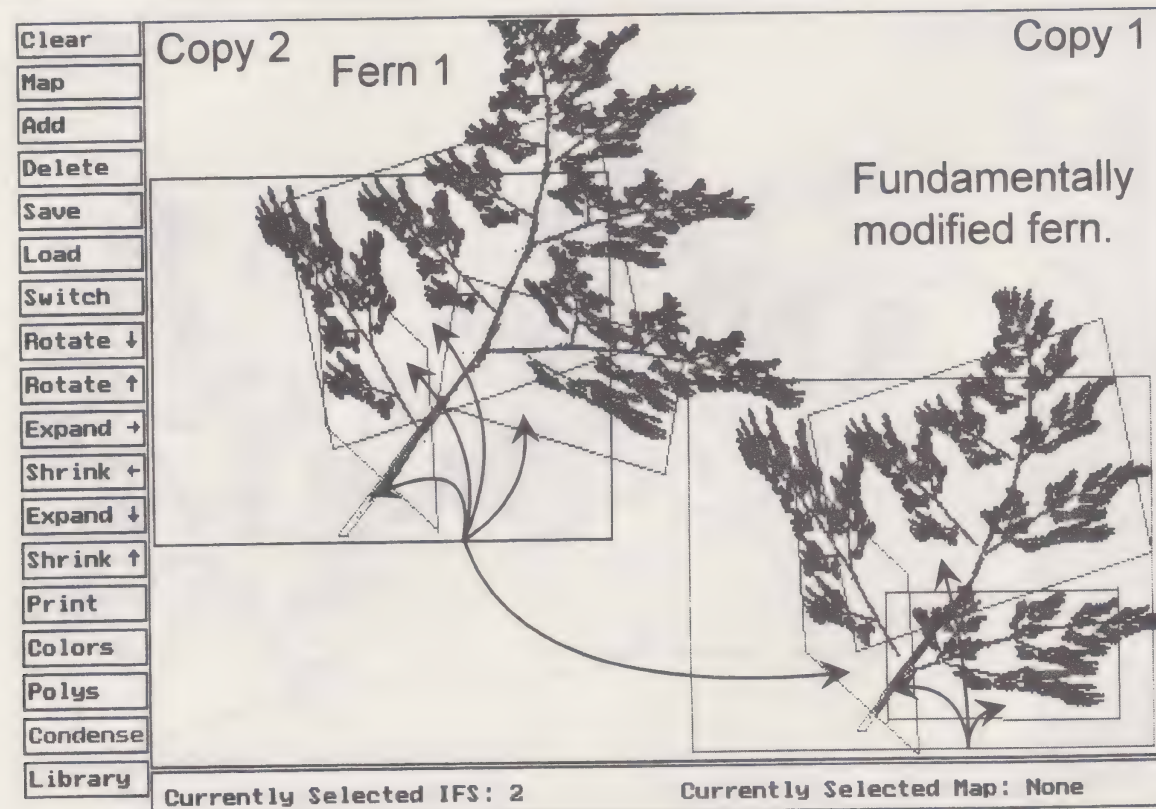 Clear
Map
Add
Delete
Save
Load
Switch
Rotate ↓
Rotate ↑
Expand →
Shrink ←
Expand ↓
Shrink ↑
Print
Colors
Polys
Condense
Library
Copy 2
Fern 1
Copy 1
Fundamentally
modified fern.
Currently Selected IFS: 2
Currently Selected Map: None